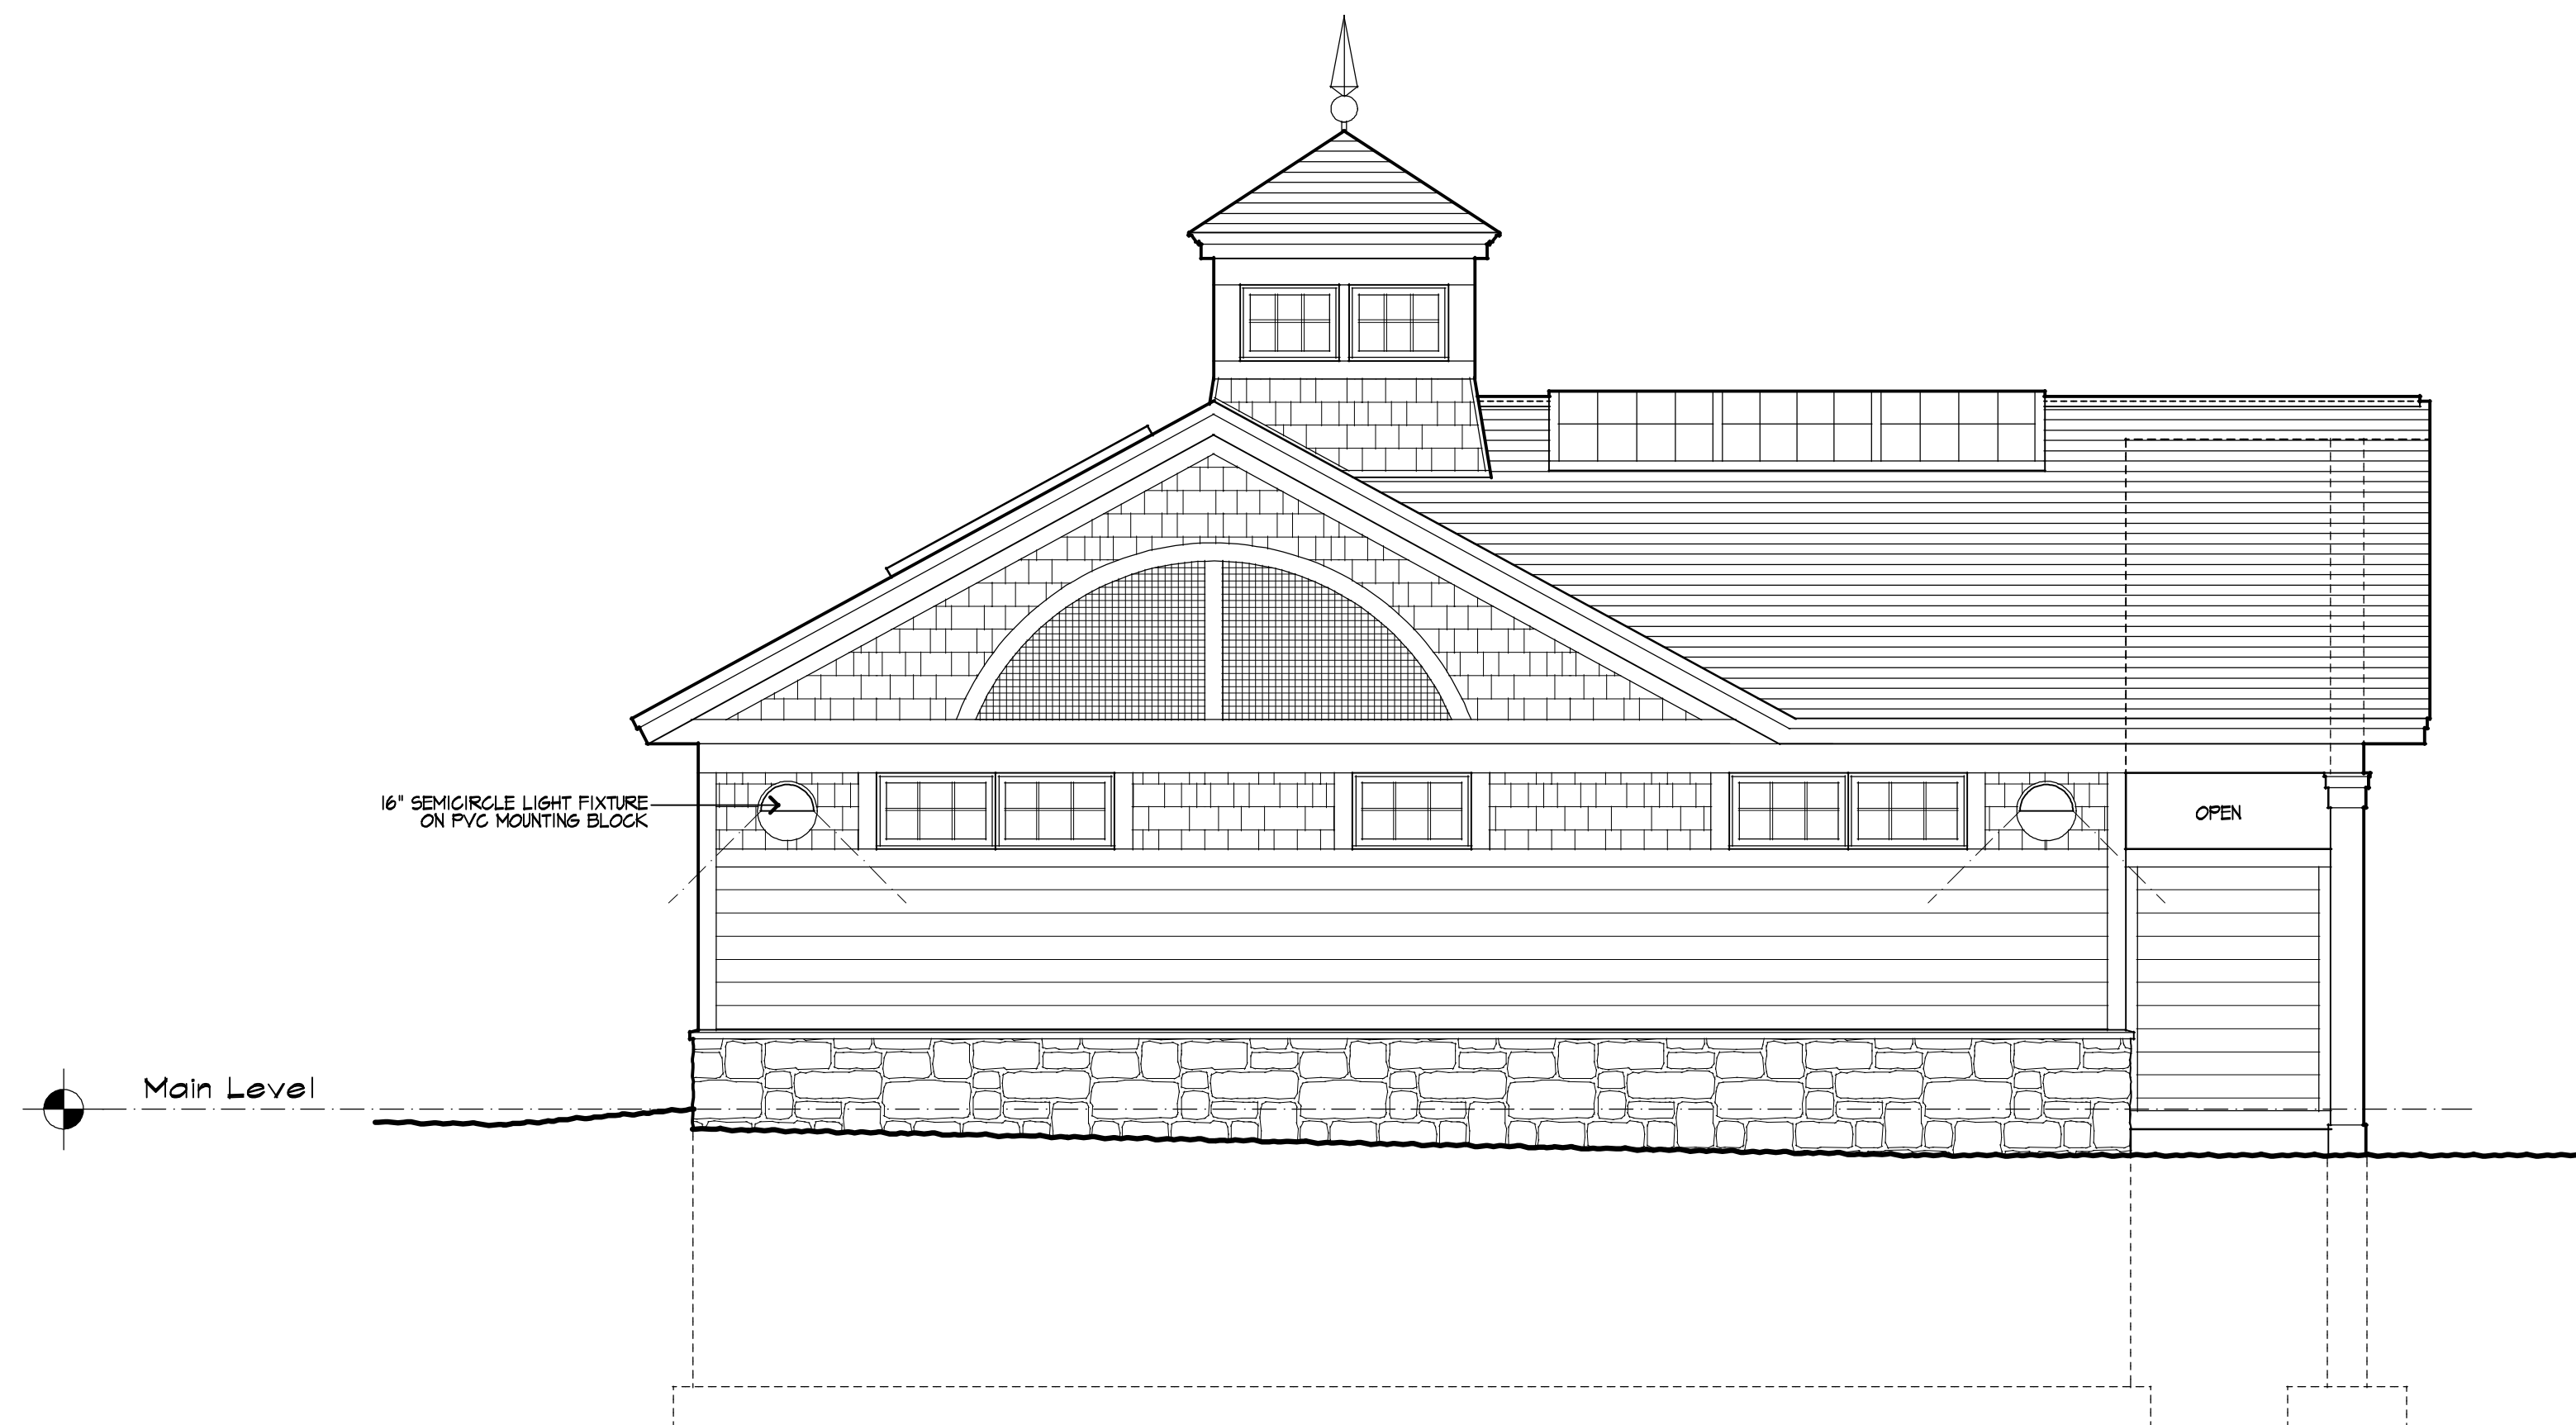 16" SEMICIRCLE LIGHT FIXTURE
ON PVC MOUNTING BLOCK
OPEN
Main Level